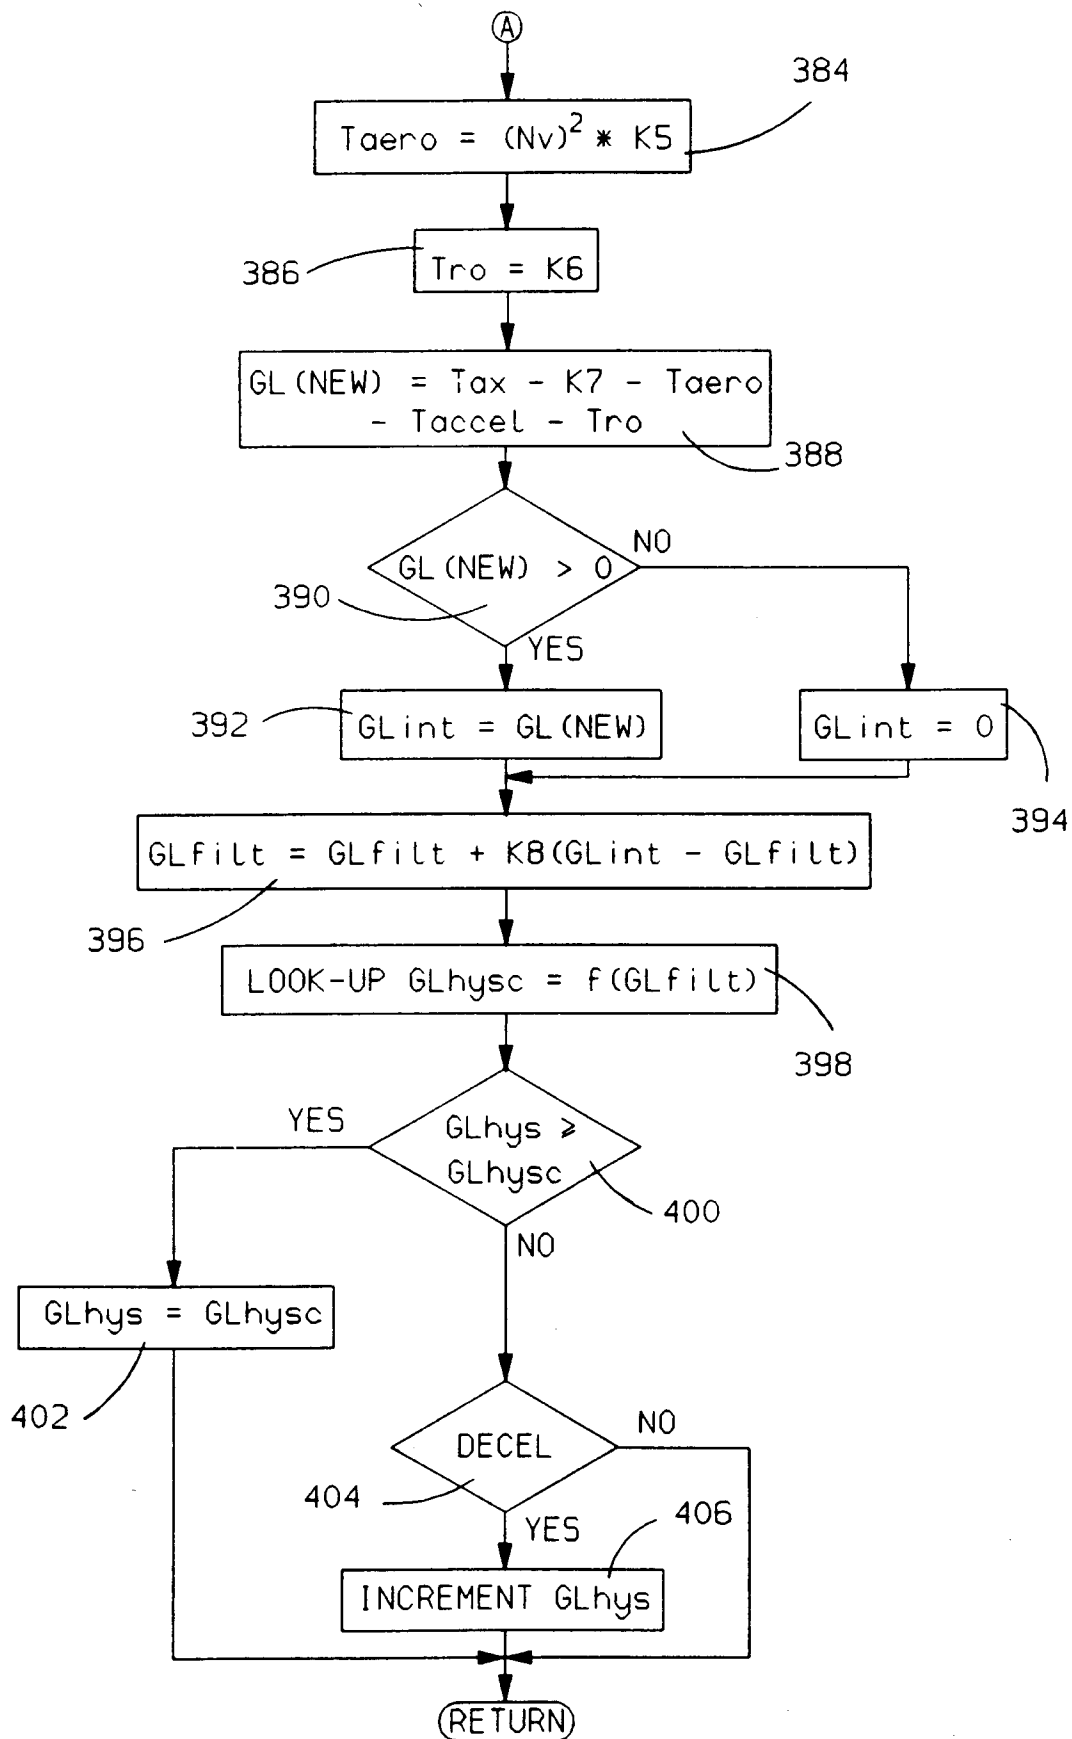 A
384
Taero = (Nv)² * K5
386
Tro = K6
GL(NEW) = Tax - K7 - Taero
- Taccel - Tro
388
GL(NEW) > 0
NO
390
YES
392
GLint = GL(NEW)
GLint = 0
394
GLfilt = GLfilt + K8(GLint - GLfilt)
396
LOOK-UP GLhysc = f(GLfilt)
398
YES
GLhys ≥
GLhysc
400
NO
GLhys = GLhysc
402
DECEL
NO
404
YES
406
INCREMENT GLhys
RETURN